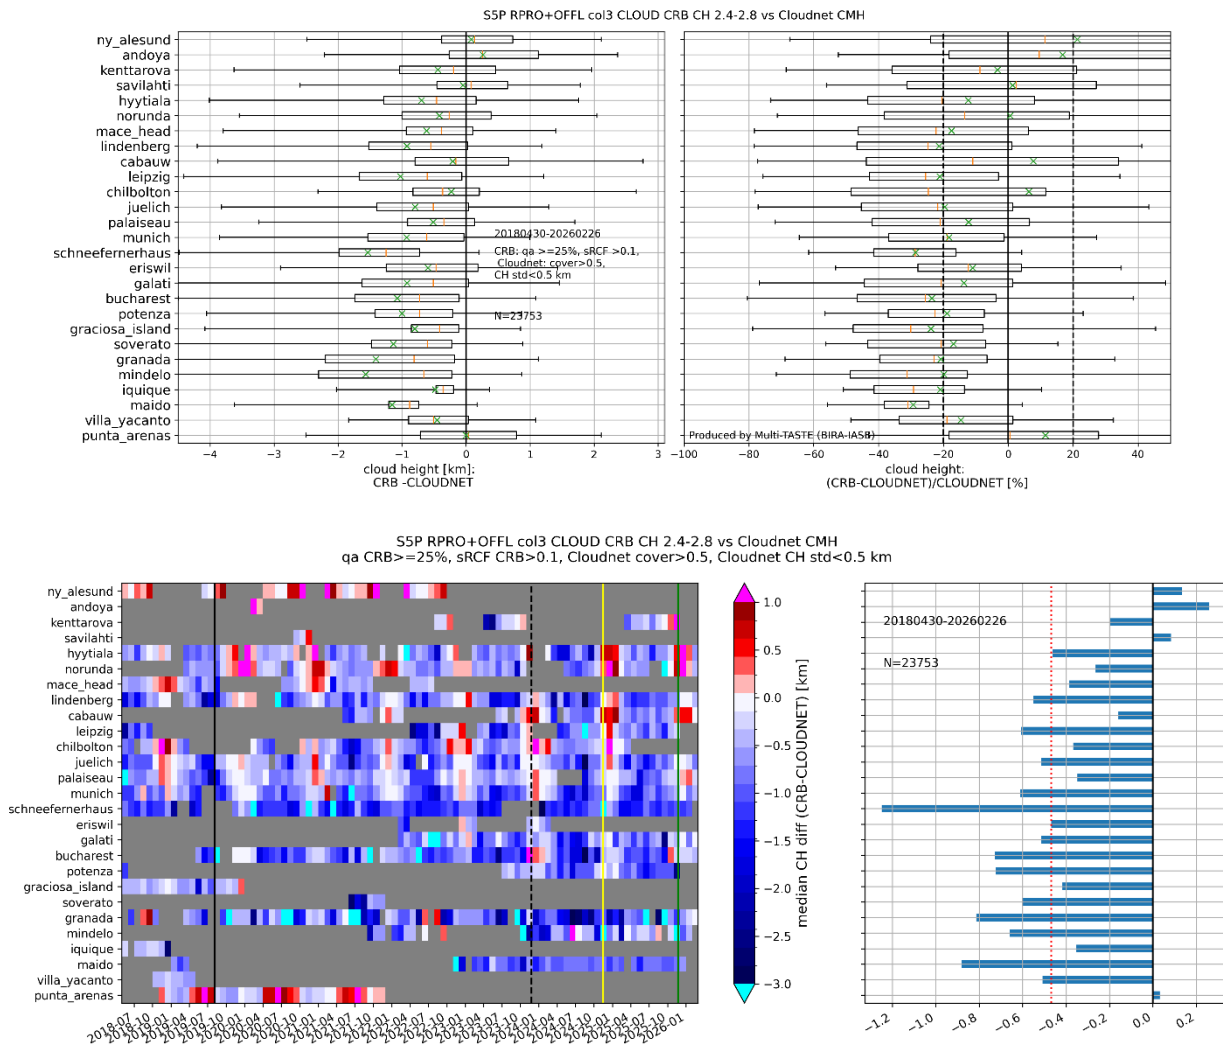 S5P RPRO+OFFL col3 CLOUD CRB CH 2.4-2.8 vs Cloudnet CMH
ny_alesund
andoya
kenttarova
savilahti
hyytiala
norunda
mace_head
lindenberg
cabauw
leipzig
chilbolton
juelich
palaiseau
munich
schneefernerhaus
eriswil
galati
bucharest
potenza
graciosa_island
soverato
granada
mindelo
iquique
maido
villa_yacanto
punta_arenas
20180430-20260226
CRB: qa >=25%, sRCF >0.1,
Cloudnet: cover>0.5,
CH std<0.5 km
N=23753
−4 −3 −2 −1 0 1 2 3
cloud height [km]:
CRB -CLOUDNET
Produced by Multi-TASTE (BIRA-IASB)
−100 −80 −60 −40 −20 0 20 40
cloud height:
(CRB-CLOUDNET)/CLOUDNET [%]
S5P RPRO+OFFL col3 CLOUD CRB CH 2.4-2.8 vs Cloudnet CMH
qa CRB>=25%, sRCF CRB>0.1, Cloudnet cover>0.5, Cloudnet CH std<0.5 km
ny_alesund
andoya
kenttarova
savilahti
hyytiala
norunda
mace_head
lindenberg
cabauw
leipzig
chilbolton
juelich
palaiseau
munich
schneefernerhaus
eriswil
galati
bucharest
potenza
graciosa_island
soverato
granada
mindelo
iquique
maido
villa_yacanto
punta_arenas
2018-07 2018-10 2019-01 2019-04 2019-07 2019-10 2020-01 2020-04 2020-07 2020-10 2021-01 2021-04 2021-07 2021-10 2022-01 2022-04 2022-07 2022-10 2023-01 2023-04 2023-07 2023-10 2024-01 2024-04 2024-07 2024-10 2025-01 2025-04 2025-07 2025-10 2026-01
1.0
0.5
0.0
−0.5
−1.0
−1.5
−2.0
−2.5
−3.0
median CH diff (CRB-CLOUDNET) [km]
20180430-20260226
N=23753
−1.2 −1.0 −0.8 −0.6 −0.4 −0.2 0.0 0.2